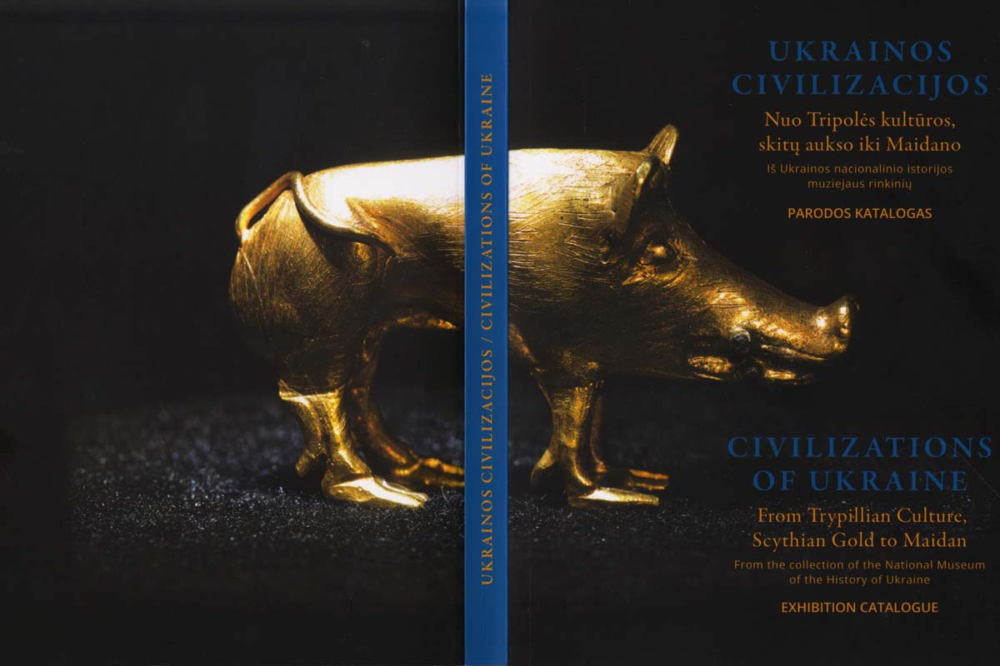 UKRAINOS CIVILIZACIJOS / CIVILIZATIONS OF UKRAINE
UKRAINOS
CIVILIZACIJOS
Nuo Tripolės kultūros,
skitų aukso iki Maidano
Iš Ukrainos nacionalinio istorijos
muziejaus rinkinių
PARODOS KATALOGAS
CIVILIZATIONS
OF UKRAINE
From Trypillian Culture,
Scythian Gold to Maidan
From the collection of the National Museum
of the History of Ukraine
EXHIBITION CATALOGUE